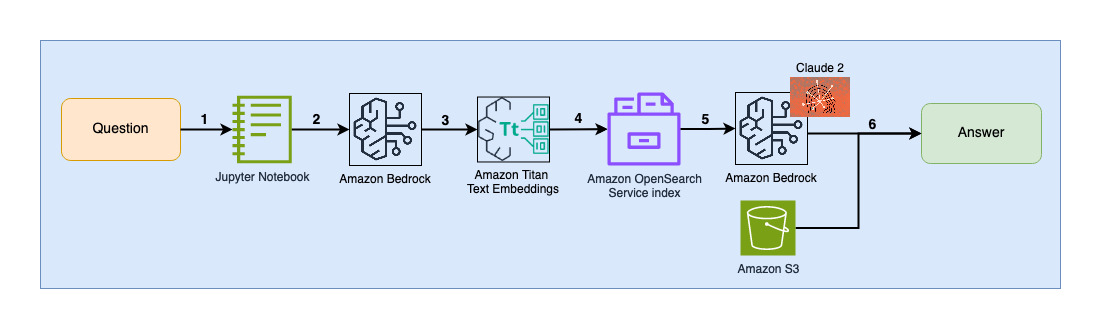 Claude 2
Question
1
2
3
Tt
4
5
6
Answer
Jupyter Notebook
Amazon Bedrock
Amazon Titan
Text Embeddings
Amazon OpenSearch
Service index
Amazon Bedrock
Amazon S3